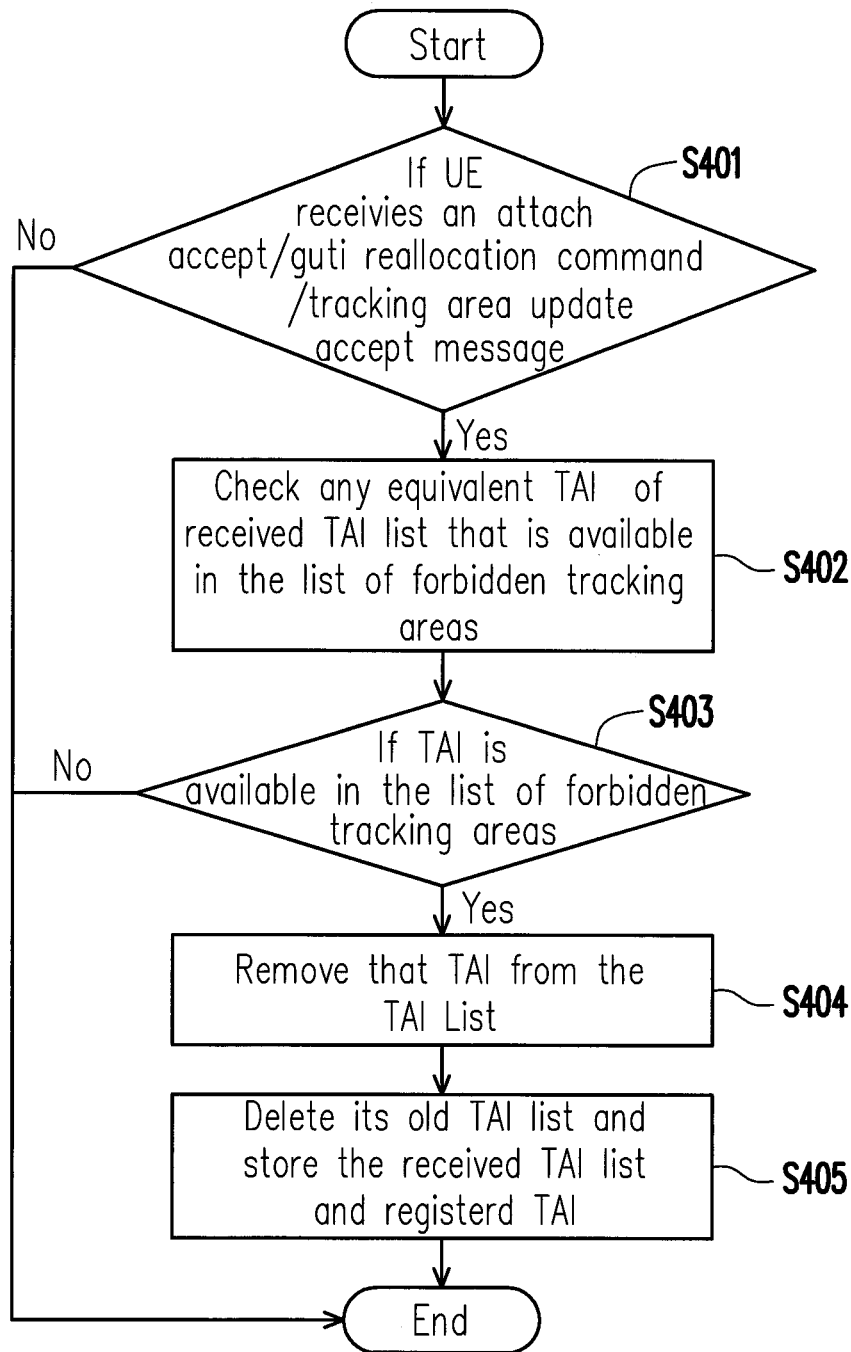 Start
S401
If UE
receivies an attach
accept/guti reallocation command
/tracking area update
accept message
No
Yes
Check any equivalent TAI of
received TAI list that is available
in the list of forbidden tracking
areas
S402
S403
If TAI is
available in the list of forbidden
tracking areas
No
Yes
Remove that TAI from the
TAI List
S404
Delete its old TAI list and
store the received TAI list
and registerd TAI
S405
End